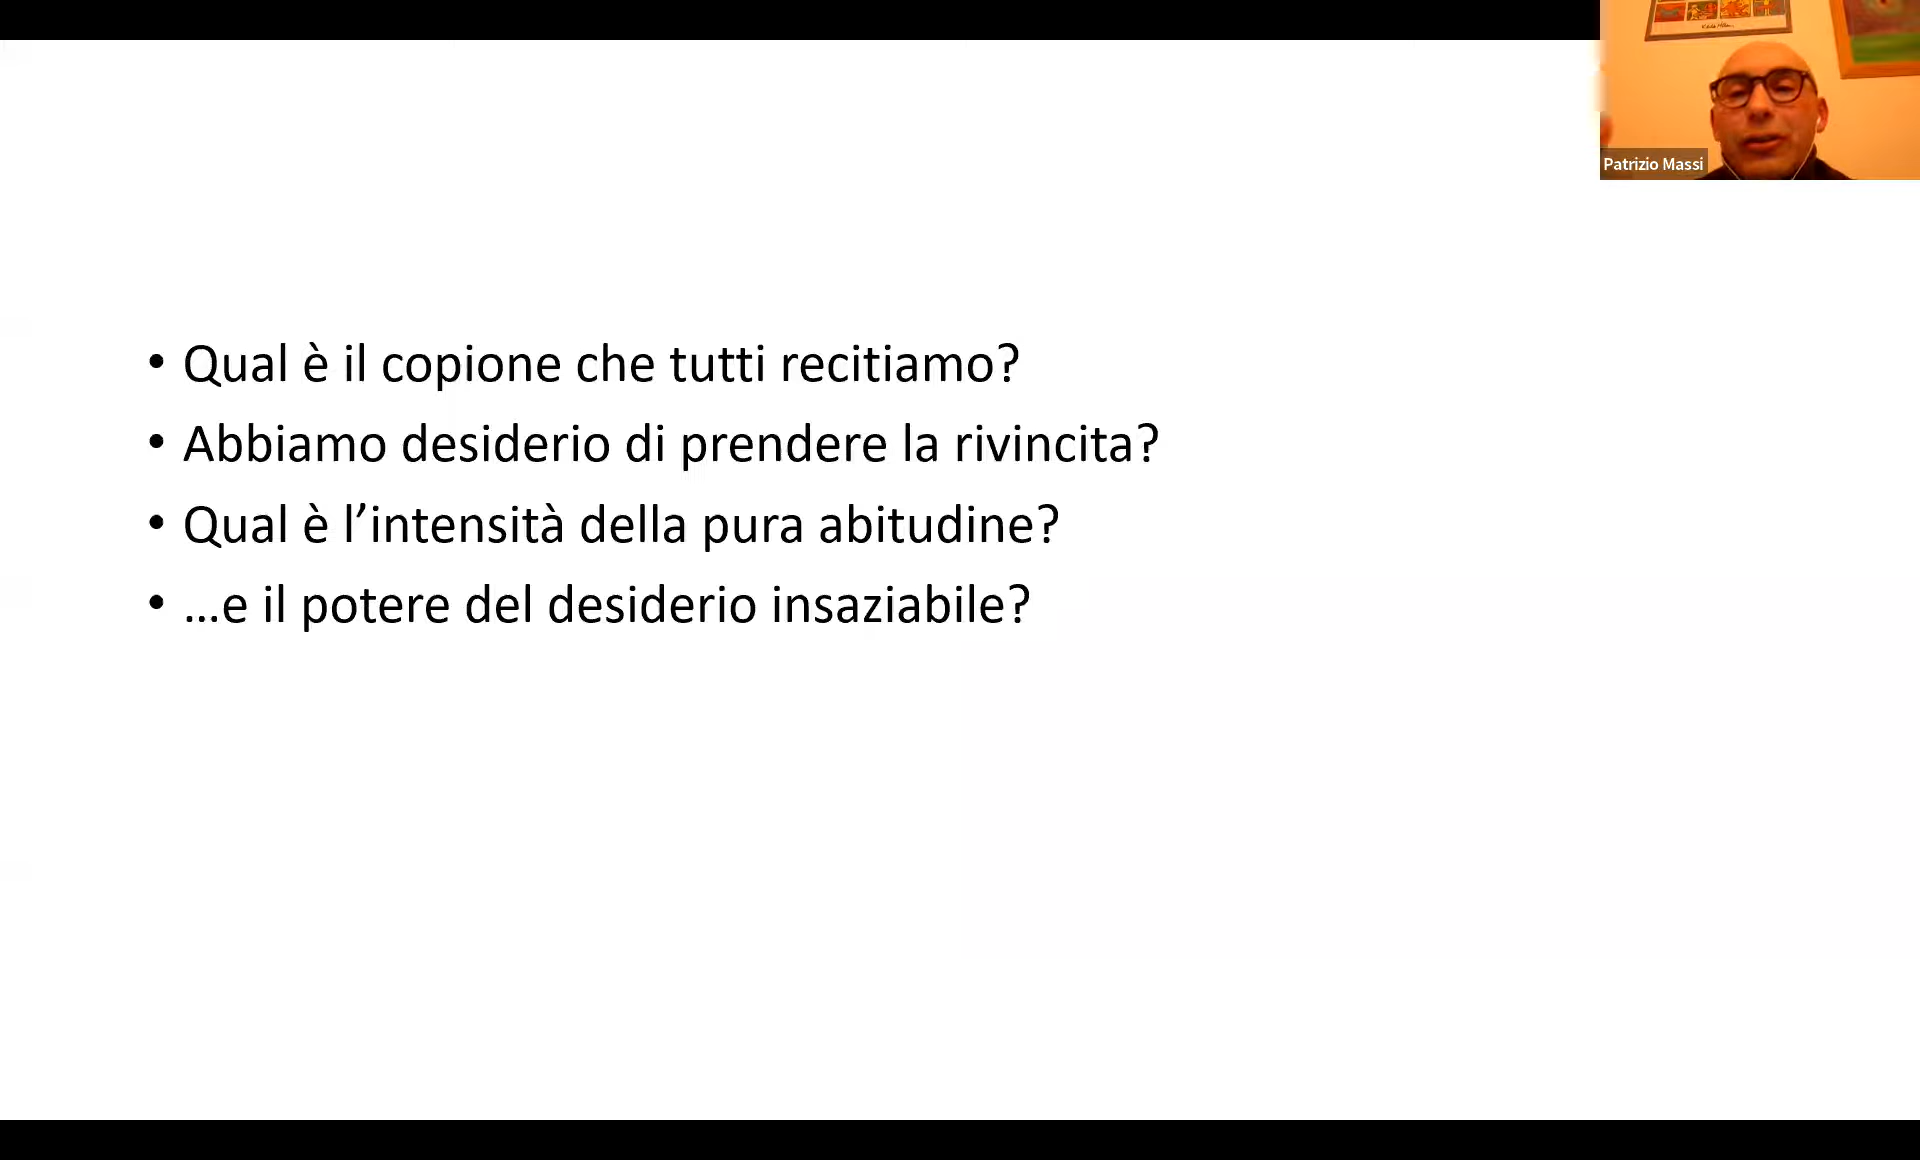 Patrizio Massi
• Qual è il copione che tutti recitiamo?
• Abbiamo desiderio di prendere la rivincita?
• Qual è l’intensità della pura abitudine?
• …e il potere del desiderio insaziabile?